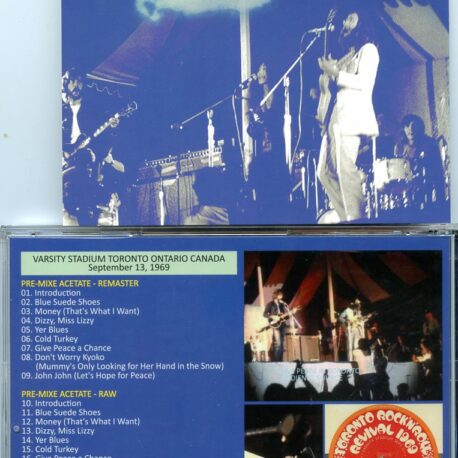 VARSITY STADIUM TORONTO ONTARIO CANADA
September 13, 1969
PRE-MIXE ACETATE - REMASTER
01. Introduction
02. Blue Suede Shoes
03. Money (That's What I Want)
04. Dizzy, Miss Lizzy
05. Yer Blues
06. Cold Turkey
07. Give Peace a Chance
08. Don't Worry Kyoko
(Mummy's Only Looking for Her Hand in the Snow)
09. John John (Let's Hope for Peace)
PRE-MIXE ACETATE - RAW
10. Introduction
11. Blue Suede Shoes
12. Money (That's What I Want)
13. Dizzy, Miss Lizzy
14. Yer Blues
15. Cold Turkey
16. Give Peace a Chance
TORONTO ROCK'N'ROLL
REVIVAL 1969